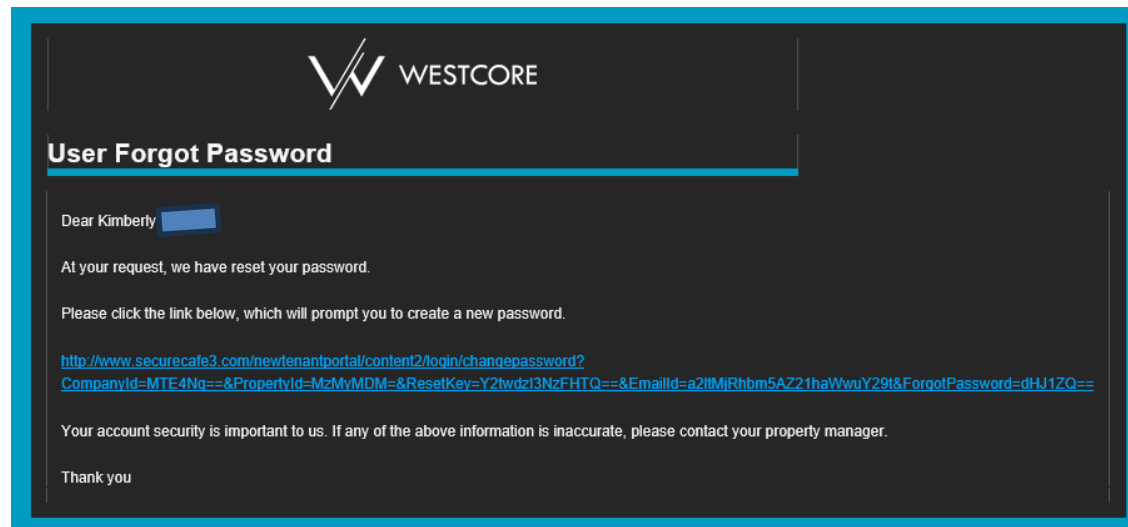 WESTCORE
User Forgot Password
Dear Kimberly
At your request, we have reset your password.
Please click the link below, which will prompt you to create a new password.
http://www.securecafe3.com/newtenantportal/content2/login/changepassword?
CompanyId=MTE4Ng==&PropertyId=MzMyMDM=&ResetKey=Y2twdzI3NzFHTQ==&EmailId=a2ltMjRhbm5AZ21haWwuY29t&ForgotPassword=dHJ1ZQ==
Your account security is important to us. If any of the above information is inaccurate, please contact your property manager.
Thank you